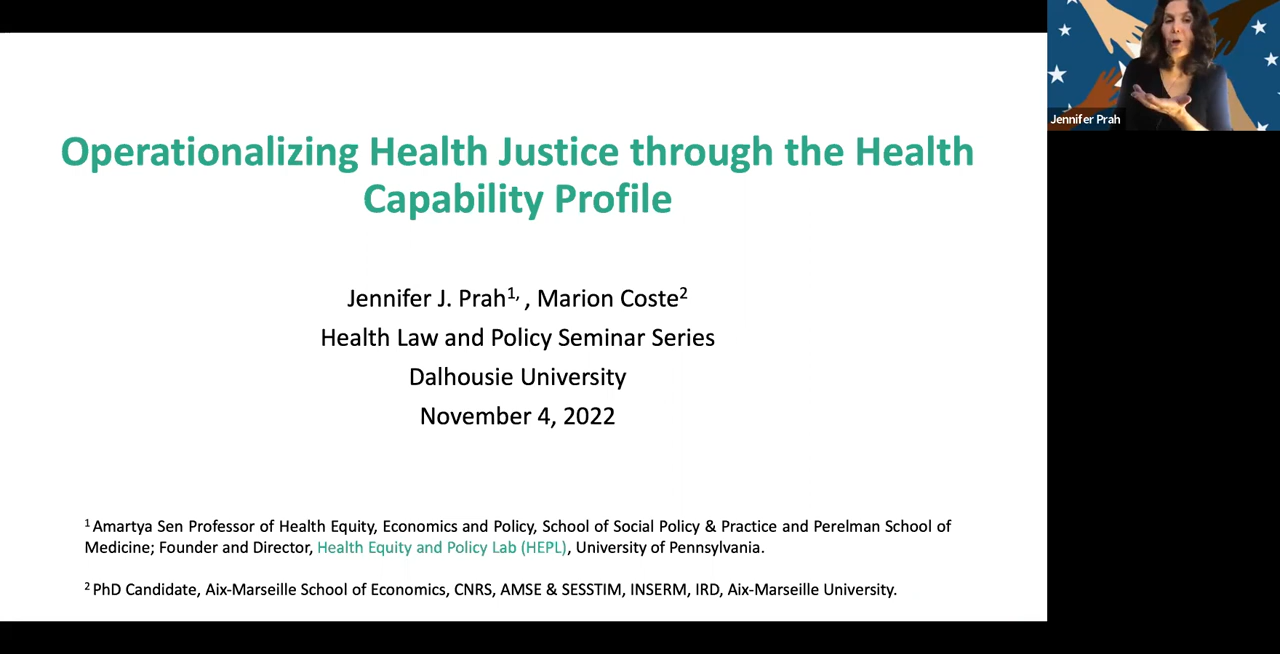 Operationalizing Health Justice through the Health
Capability Profile
Jennifer J. Prah1, , Marion Coste2
Health Law and Policy Seminar Series
Dalhousie University
November 4, 2022
1 Amartya Sen Professor of Health Equity, Economics and Policy, School of Social Policy & Practice and Perelman School of
Medicine; Founder and Director, Health Equity and Policy Lab (HEPL), University of Pennsylvania.
2 PhD Candidate, Aix-Marseille School of Economics, CNRS, AMSE & SESSTIM, INSERM, IRD, Aix-Marseille University.
Jennifer Prah